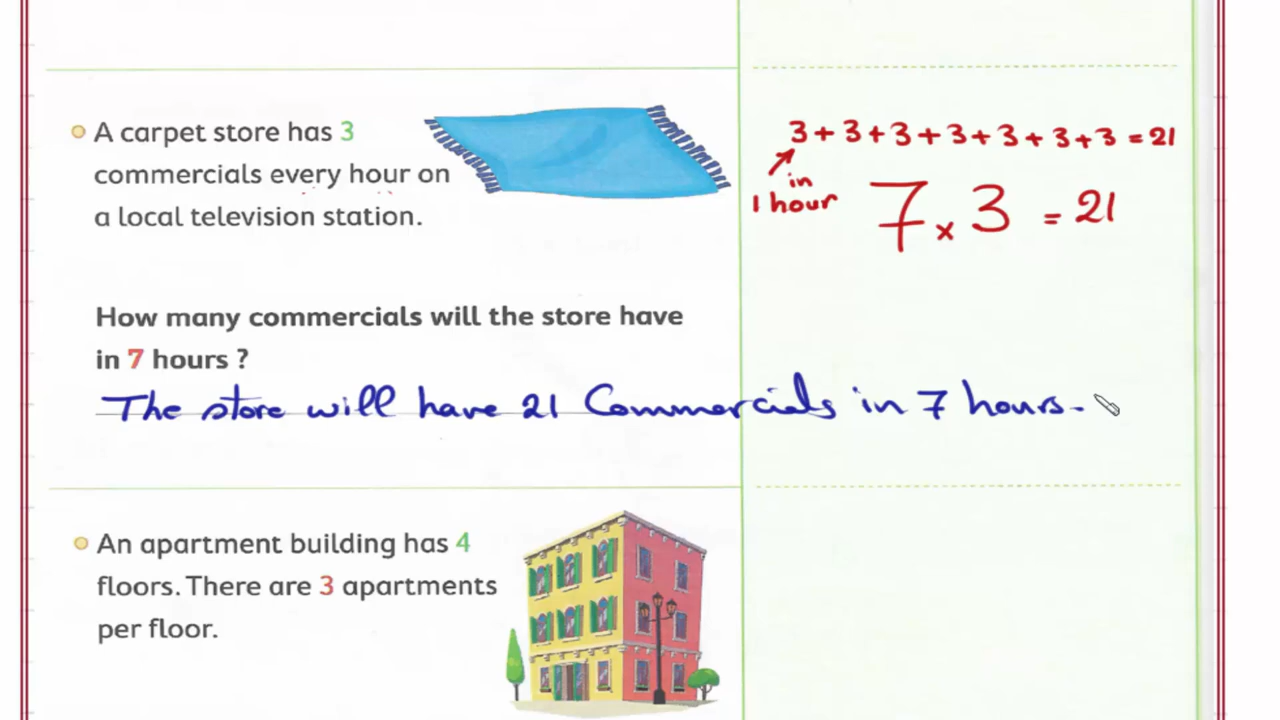 A carpet store has 3
commercials every hour on
a local television station.
3 + 3 + 3 + 3 + 3 + 3 + 3 = 21
in
1 hour
7 x 3 = 21
How many commercials will the store have
in 7 hours ?
The store will have 21 Commercials in 7 hours.
An apartment building has 4
floors. There are 3 apartments
per floor.